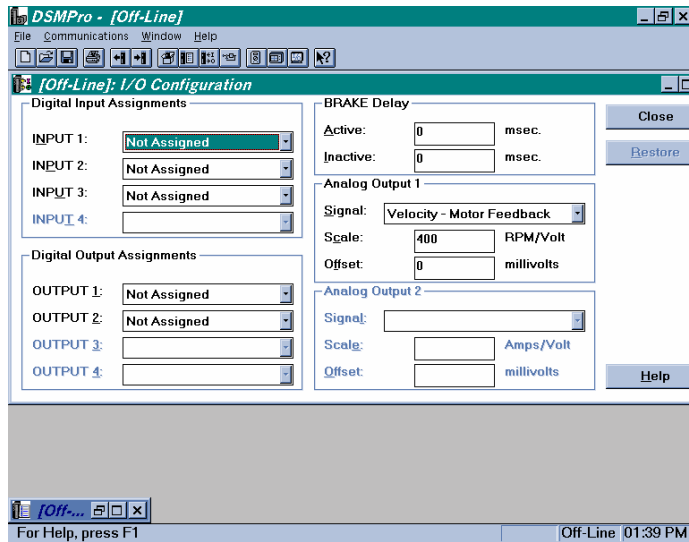 DSMPro - [Off-Line]
File Communications Window Help
[Off-Line]: I/O Configuration
Digital Input Assignments
INPUT 1: Not Assigned
INPUT 2: Not Assigned
INPUT 3: Not Assigned
INPUT 4:
Digital Output Assignments
OUTPUT 1: Not Assigned
OUTPUT 2: Not Assigned
OUTPUT 3:
OUTPUT 4:
BRAKE Delay
Active: 0 msec.
Inactive: 0 msec.
Analog Output 1
Signal: Velocity - Motor Feedback
Scale: 400 RPM/Volt
Offset: 0 millivolts
Analog Output 2
Signal:
Scale: Amps/Volt
Offset: millivolts
Close
Restore
Help
[Off-...
For Help, press F1
Off-Line 01:39 PM